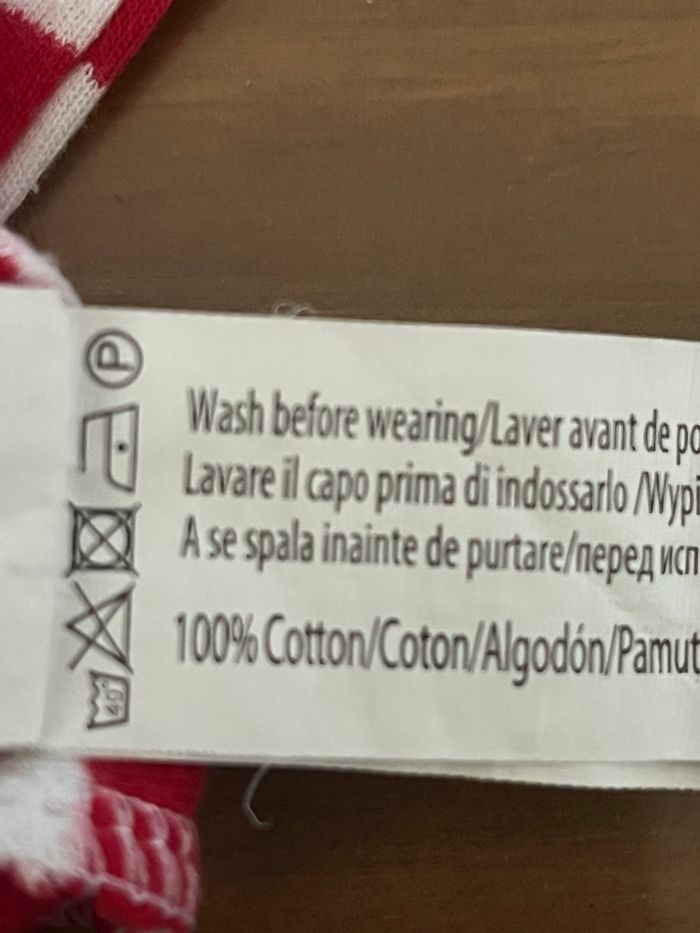 P
Wash before wearing/Laver avant de po
Lavare il capo prima di indossarlo /Wypi
A se spala inainte de purtare/перед исп
100% Cotton/Coton/Algodón/Pamut
40°